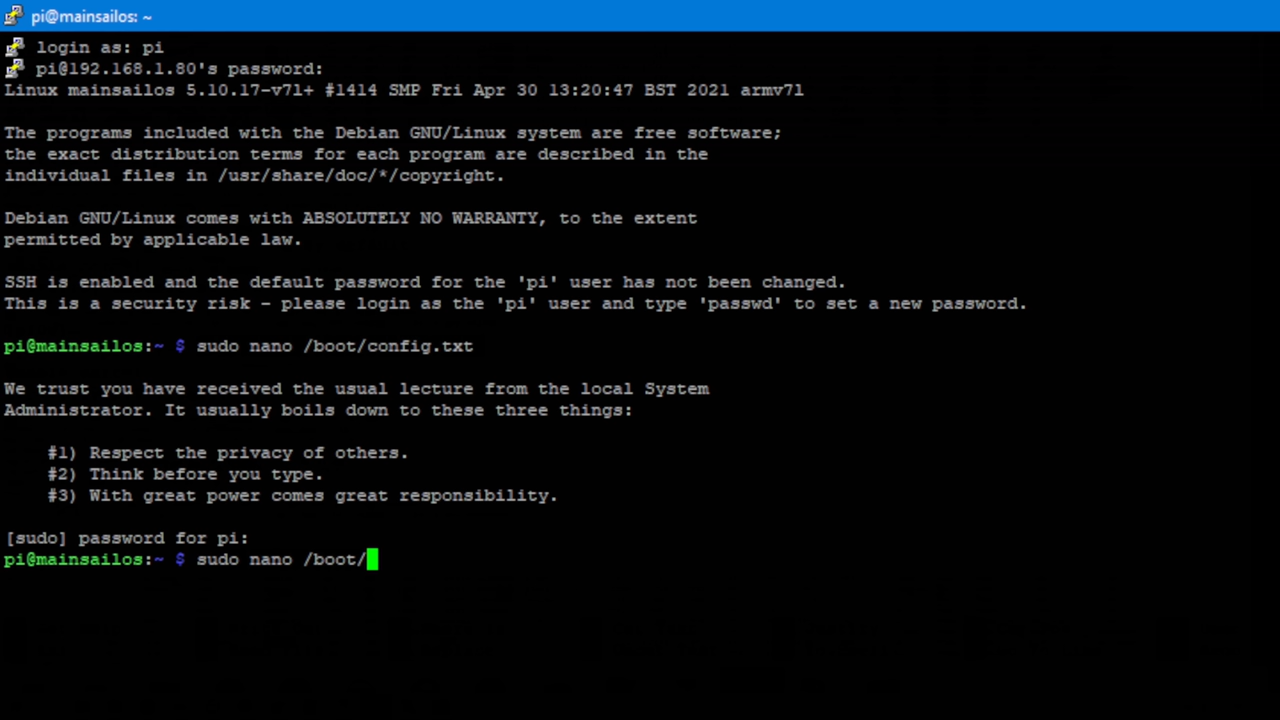 pi@mainsailos: ~
login as: pi
pi@192.168.1.80's password:
Linux mainsailos 5.10.17-v7l+ #1414 SMP Fri Apr 30 13:20:47 BST 2021 armv7l
The programs included with the Debian GNU/Linux system are free software;
the exact distribution terms for each program are described in the
individual files in /usr/share/doc/*/copyright.
Debian GNU/Linux comes with ABSOLUTELY NO WARRANTY, to the extent
permitted by applicable law.
SSH is enabled and the default password for the 'pi' user has not been changed.
This is a security risk - please login as the 'pi' user and type 'passwd' to set a new password.
pi@mainsailos:~ $ sudo nano /boot/config.txt
We trust you have received the usual lecture from the local System
Administrator. It usually boils down to these three things:
#1) Respect the privacy of others.
#2) Think before you type.
#3) With great power comes great responsibility.
[sudo] password for pi:
pi@mainsailos:~ $ sudo nano /boot/